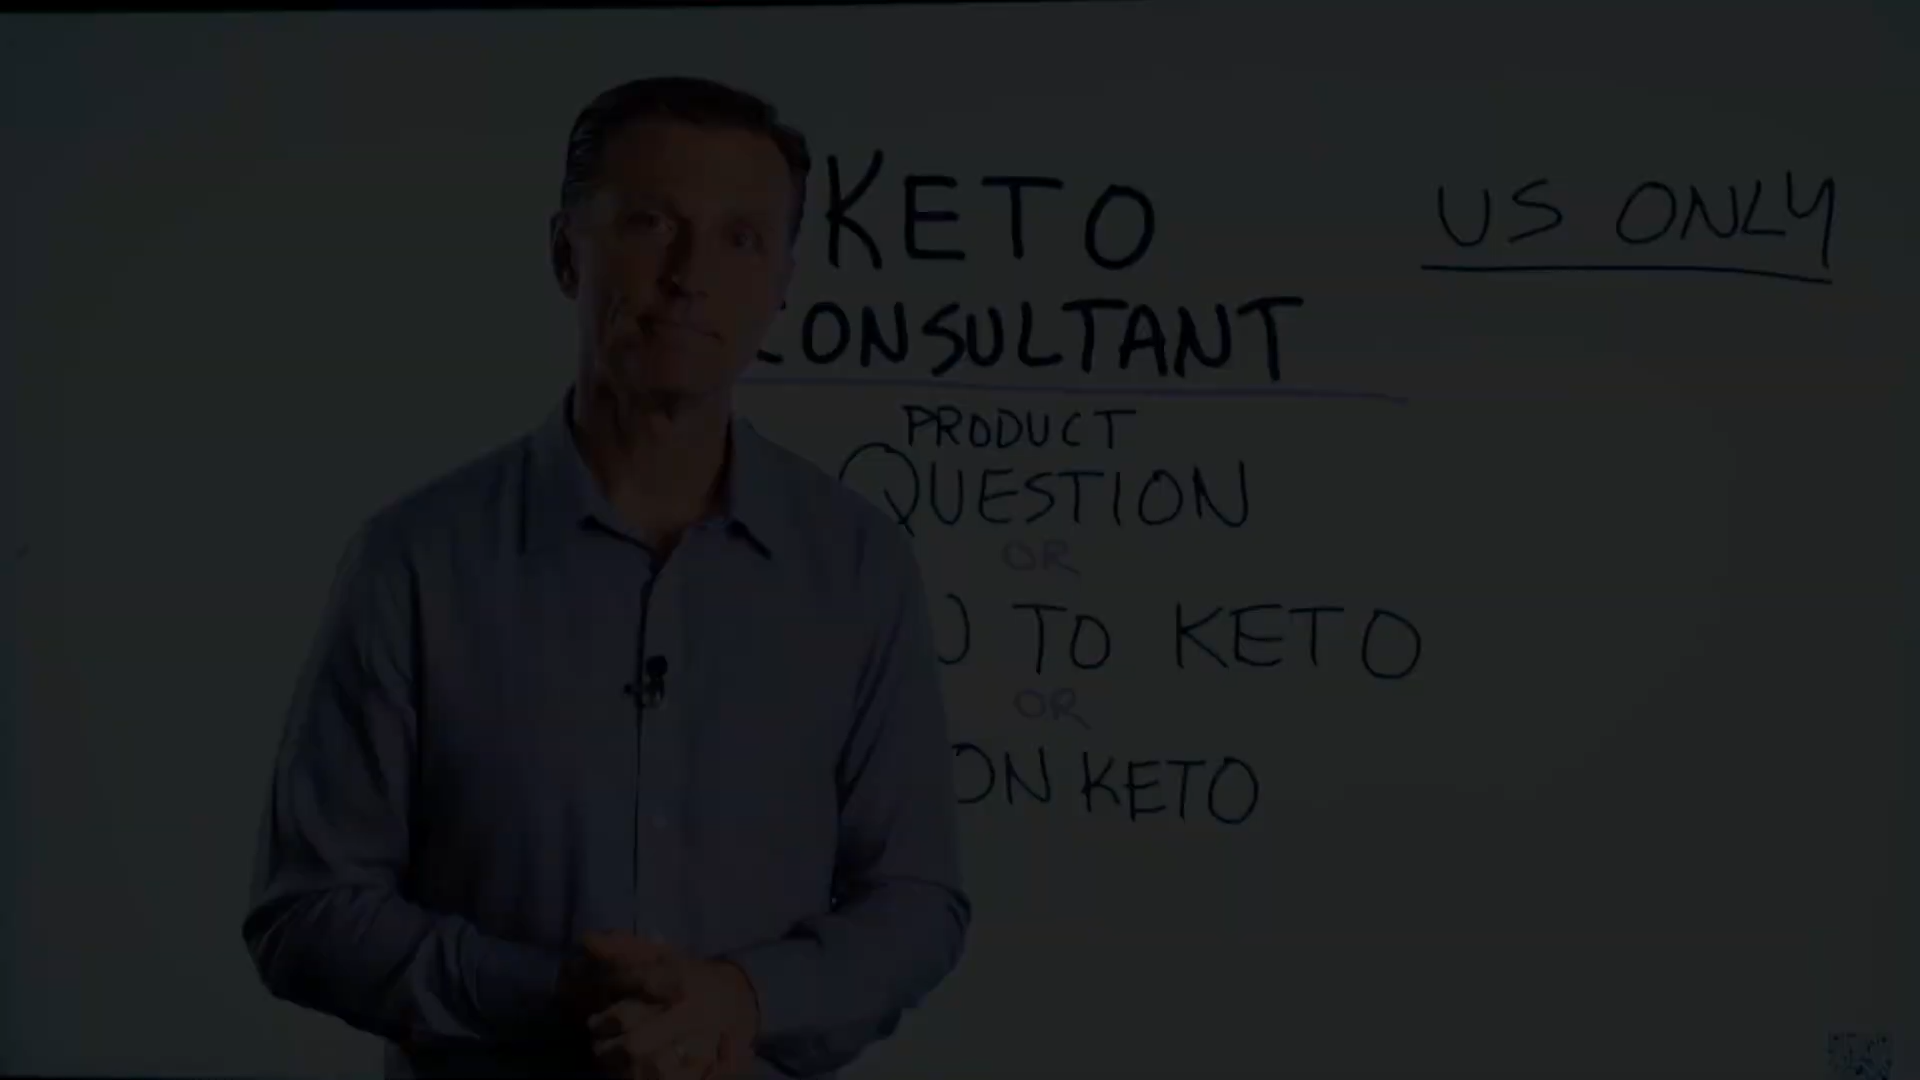 KETO
US ONLY
CONSULTANT
PRODUCT
QUESTION
OR
TO KETO
OR
ON KETO